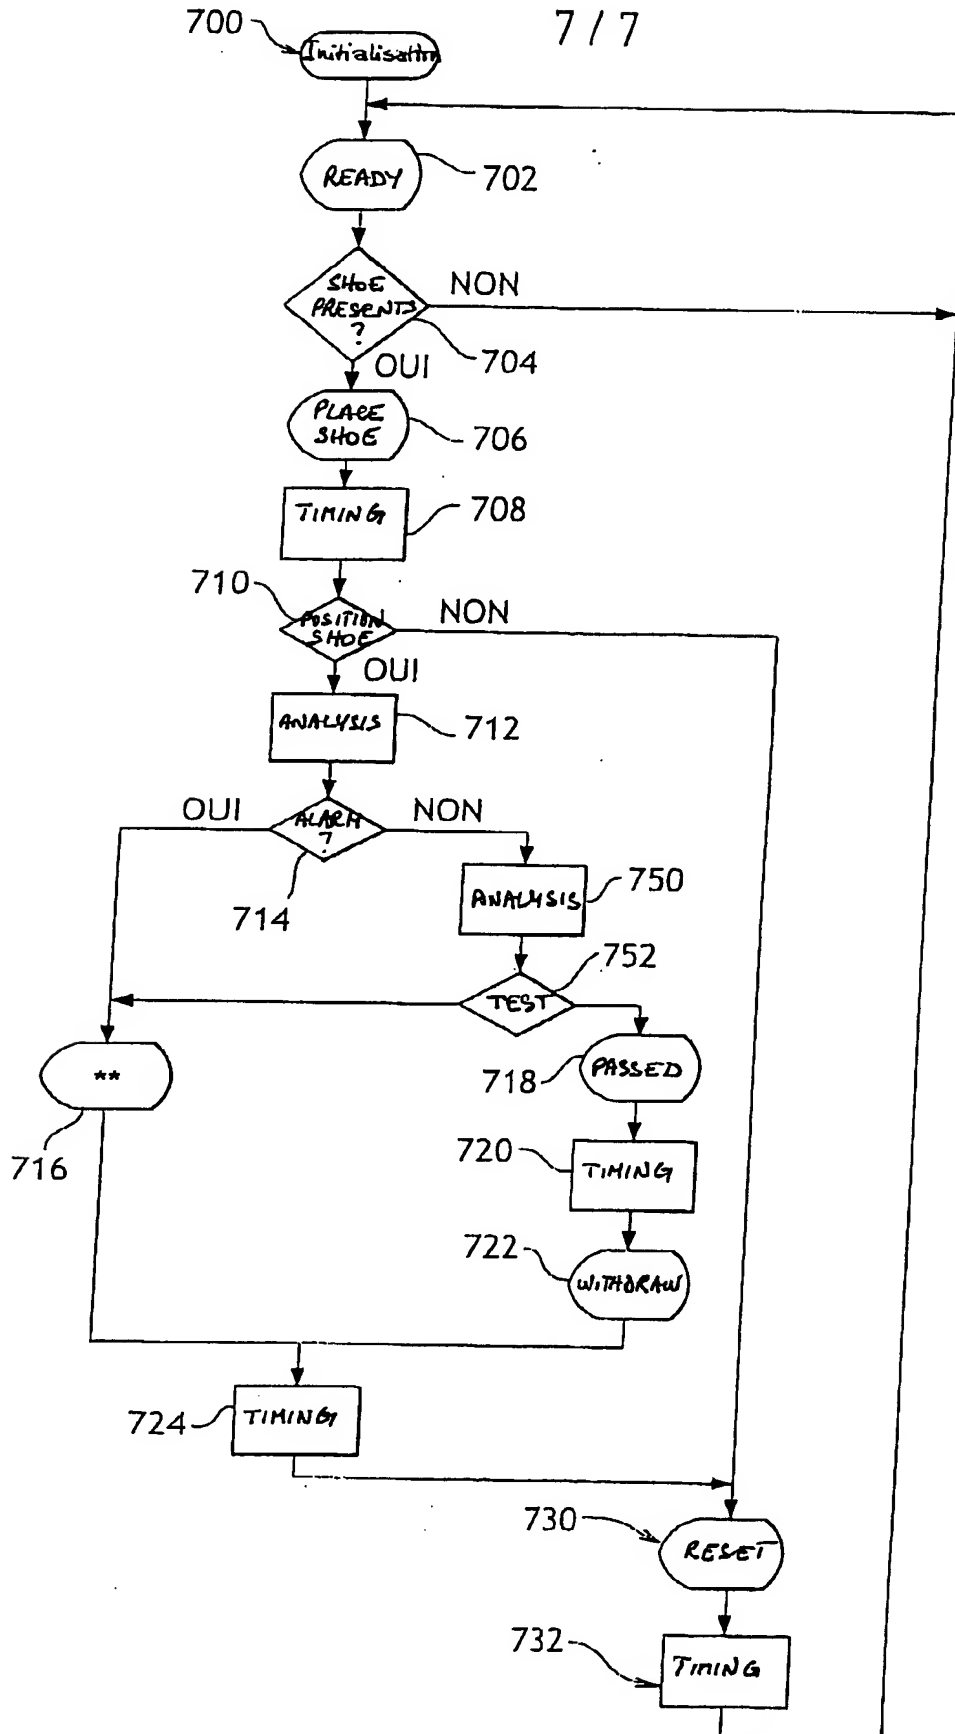 7/7
700
Initialisation
READY
702
SHOE
PRESENTS
?
NON
704
OUI
PLACE
SHOE
706
TIMING
708
710
POSITION
SHOE
NON
OUI
ANALYSIS
712
OUI
ALARM
?
NON
714
ANALYSIS
750
752
TEST
**
716
718
PASSED
720
TIMING
722
WITHDRAW
724
TIMING
730
RESET
732
TIMING